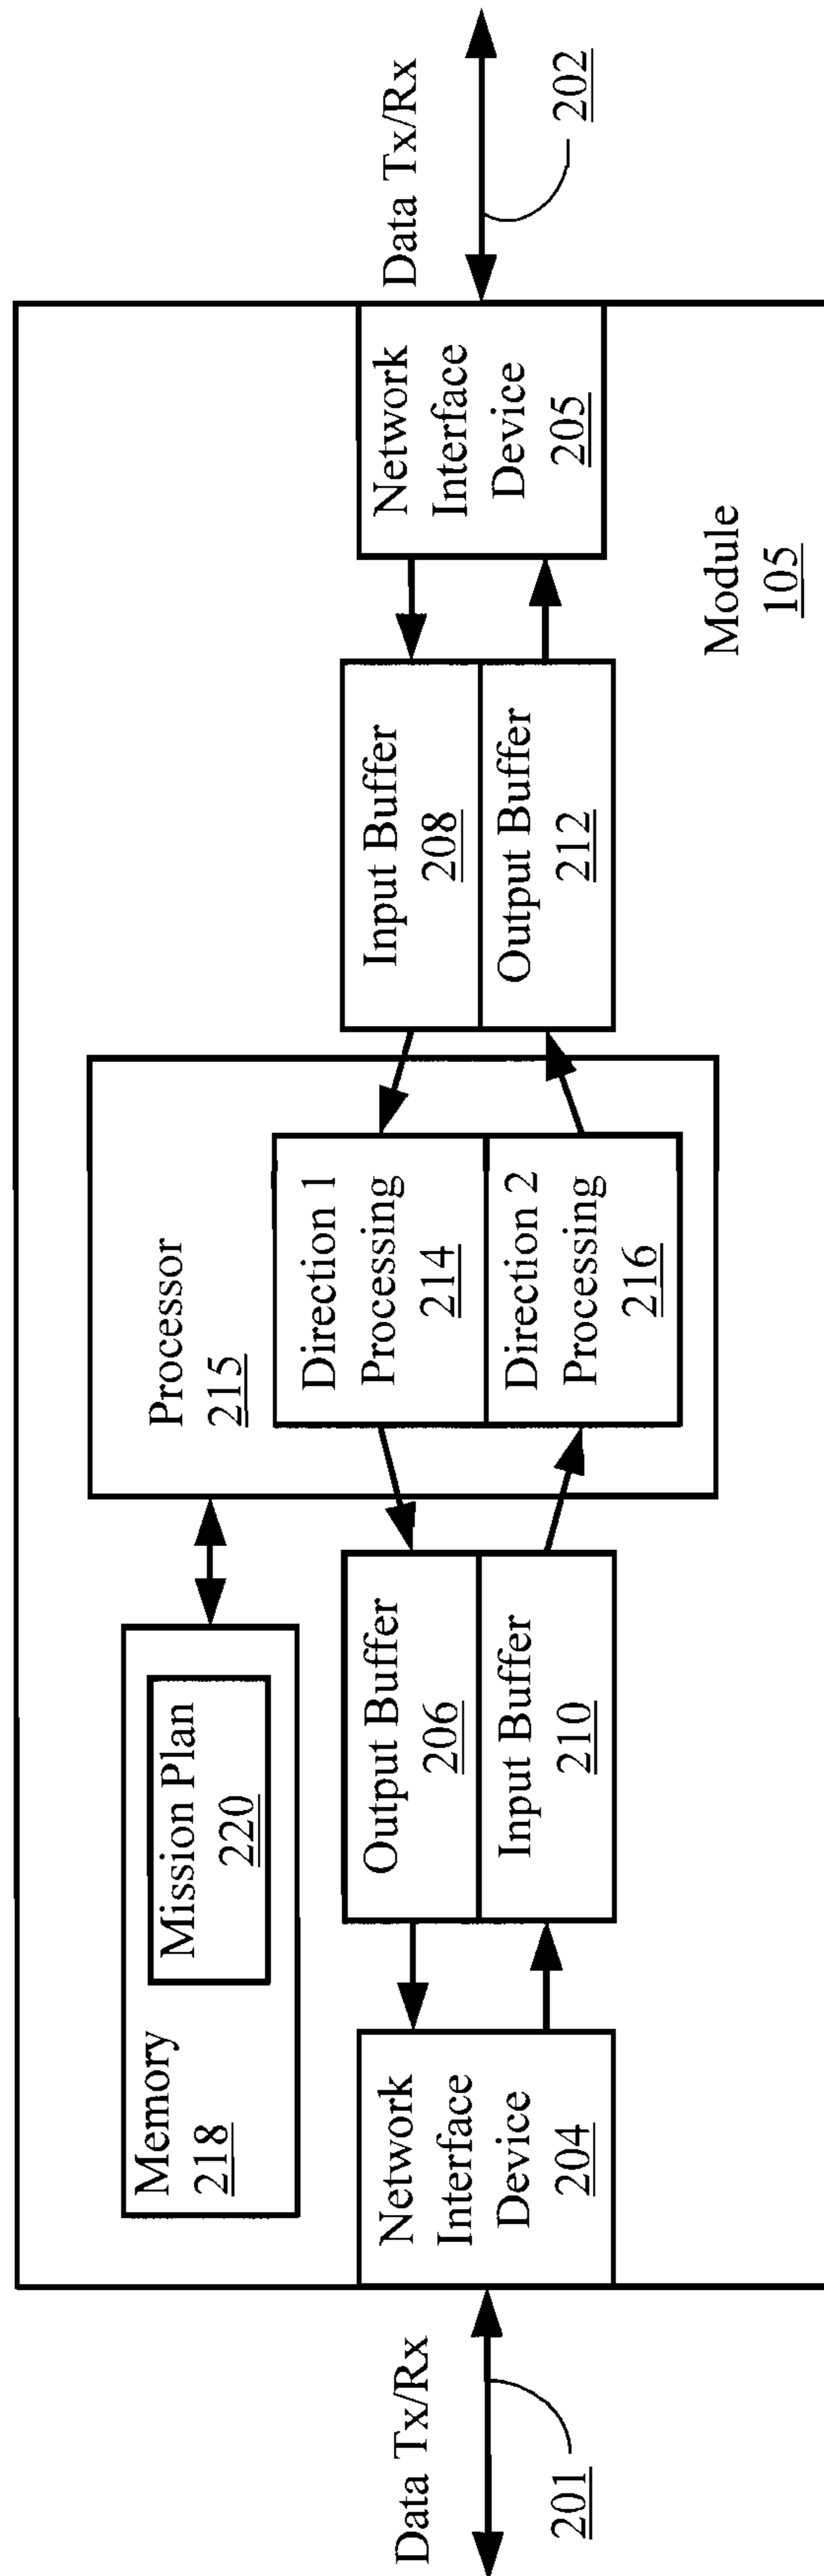 Memory
218
Mission Plan
220
Processor
215
Data Tx/Rx
201
Network
Interface
Device
204
Output Buffer
206
Input Buffer
210
Direction 1
Processing
214
Direction 2
Processing
216
Input Buffer
208
Output Buffer
212
Network
Interface
Device
205
Data Tx/Rx
202
Module
105